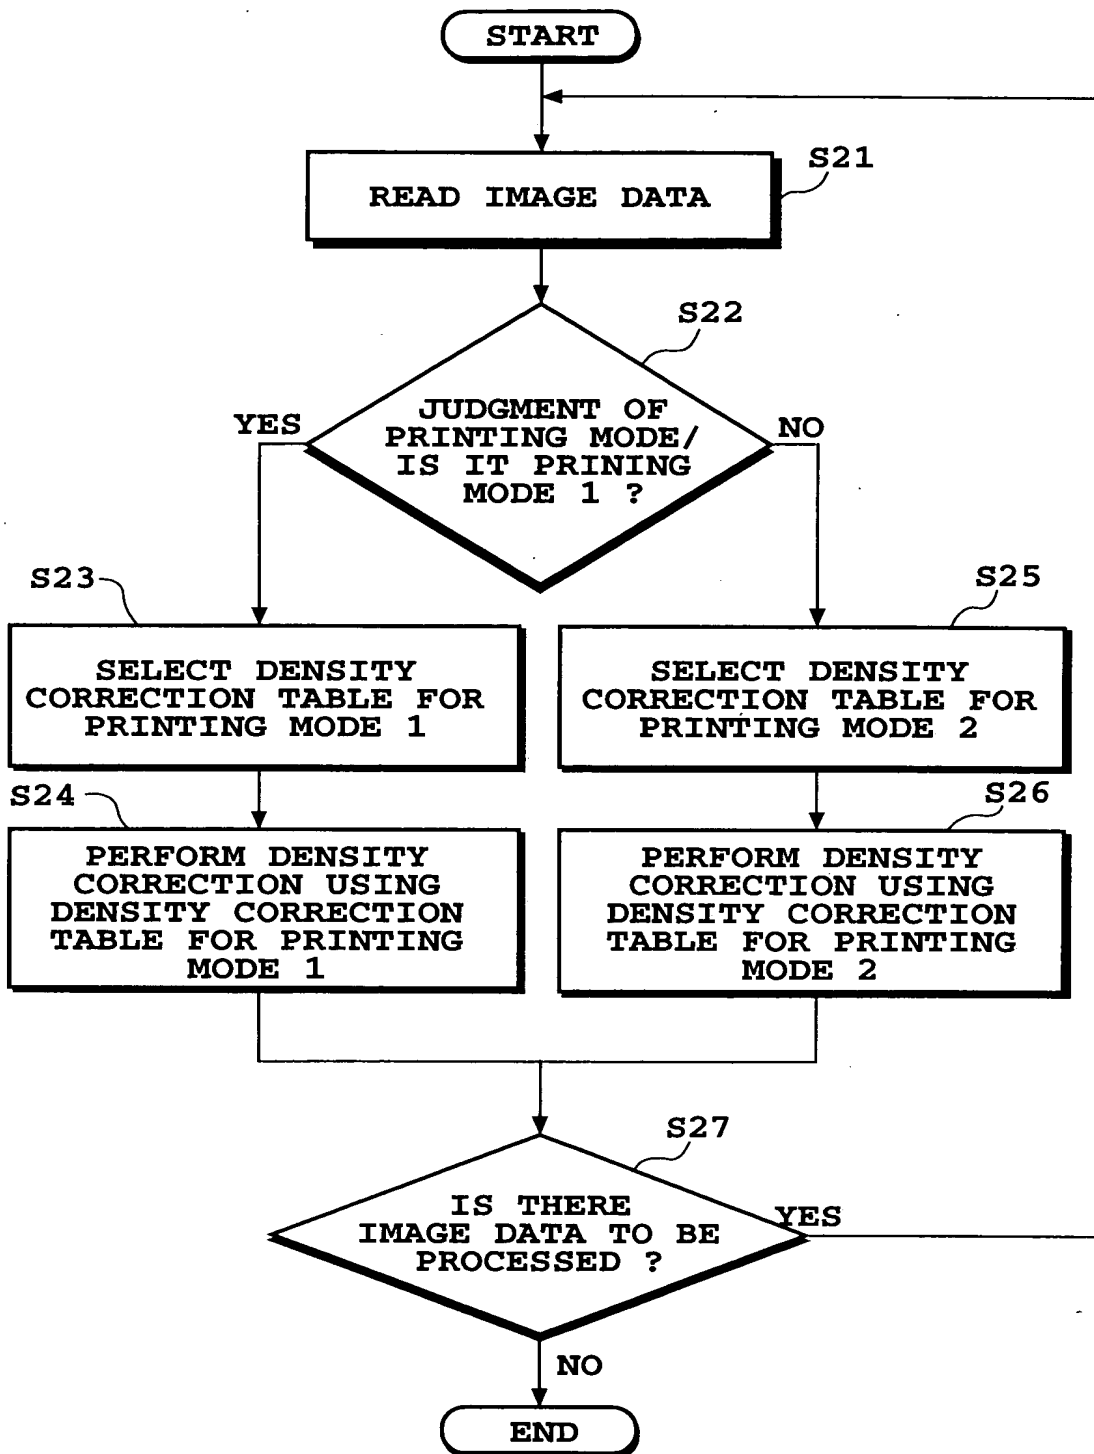 START
S21
READ IMAGE DATA
S22
JUDGMENT OF
PRINTING MODE/
IS IT PRINING
MODE 1 ?
YES
NO
S23
SELECT DENSITY
CORRECTION TABLE FOR
PRINTING MODE 1
S25
SELECT DENSITY
CORRECTION TABLE FOR
PRINTING MODE 2
S24
PERFORM DENSITY
CORRECTION USING
DENSITY CORRECTION
TABLE FOR PRINTING
MODE 1
S26
PERFORM DENSITY
CORRECTION USING
DENSITY CORRECTION
TABLE FOR PRINTING
MODE 2
S27
IS THERE
IMAGE DATA TO BE
PROCESSED ?
YES
NO
END